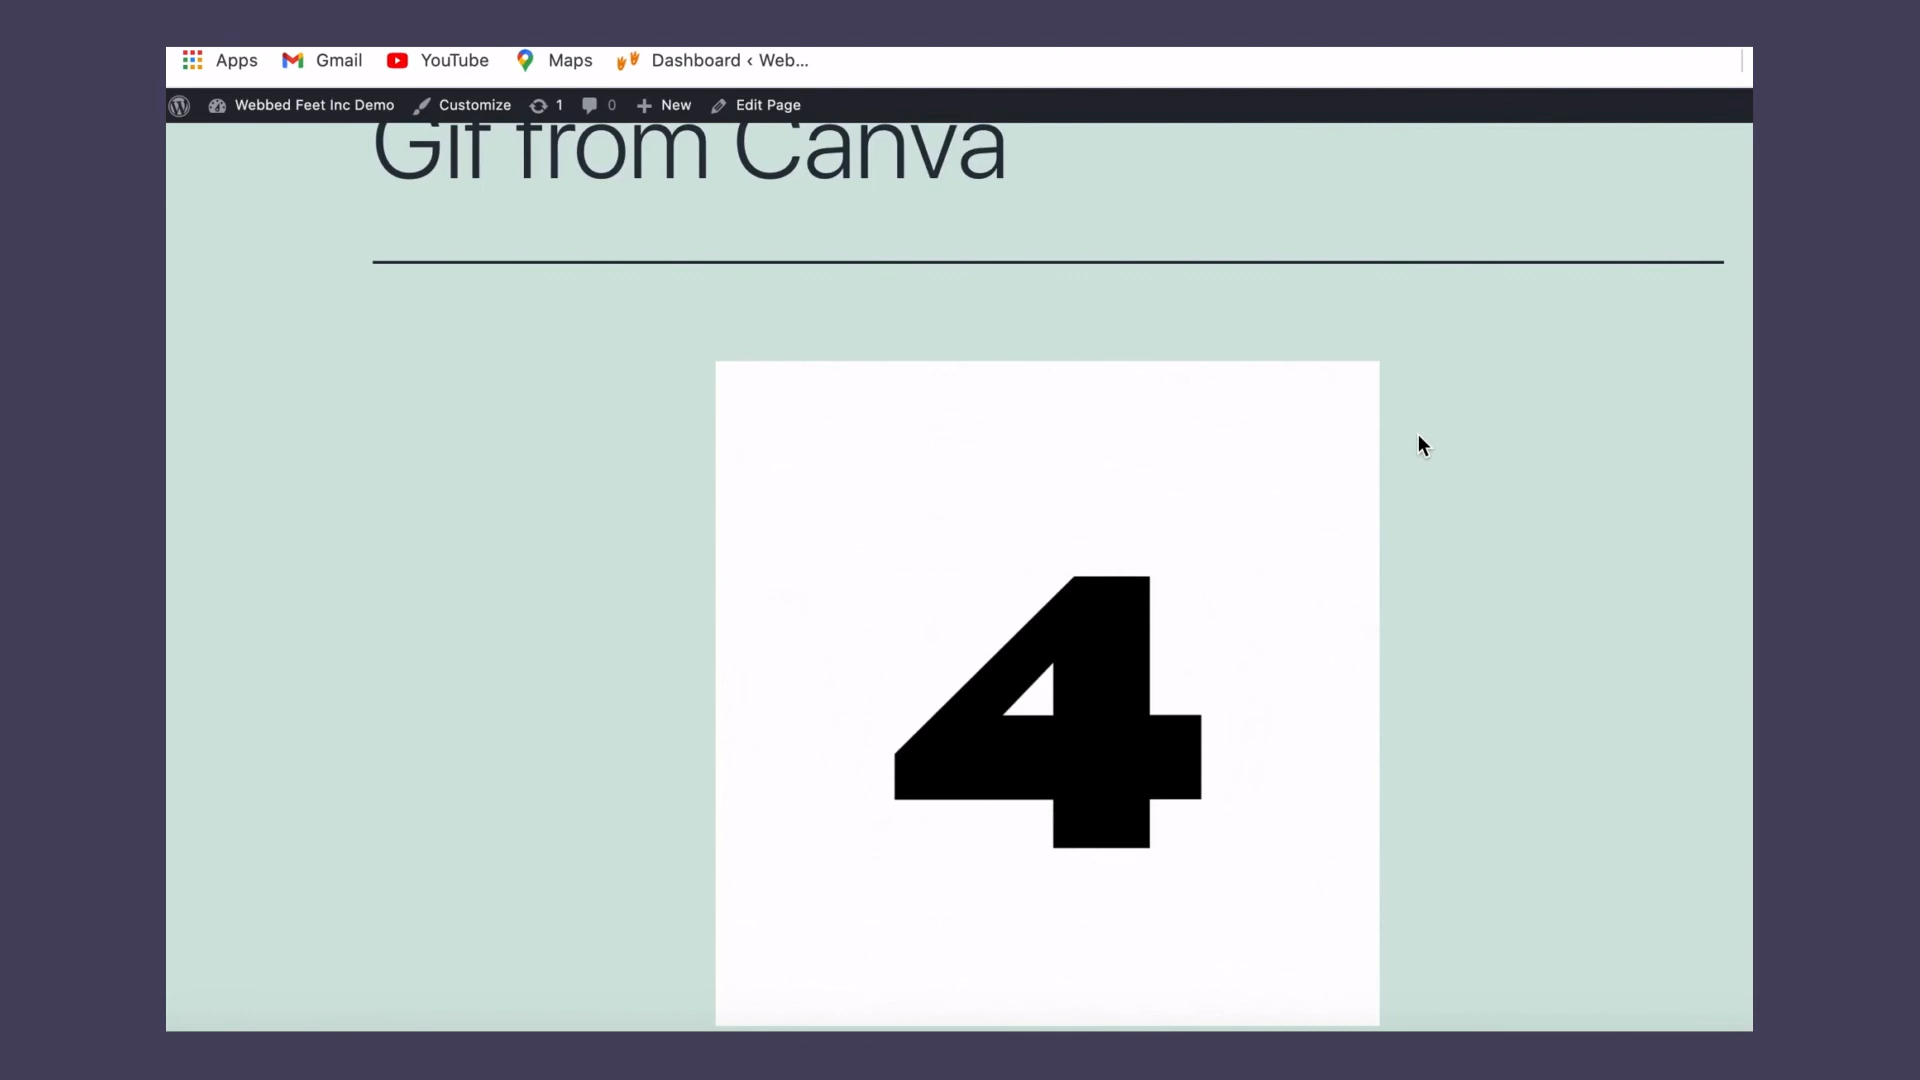 Apps Gmail YouTube Maps Dashboard ‹ Web...
Webbed Feet Inc Demo Customize 1 0 New Edit Page
Gif from Canva
4